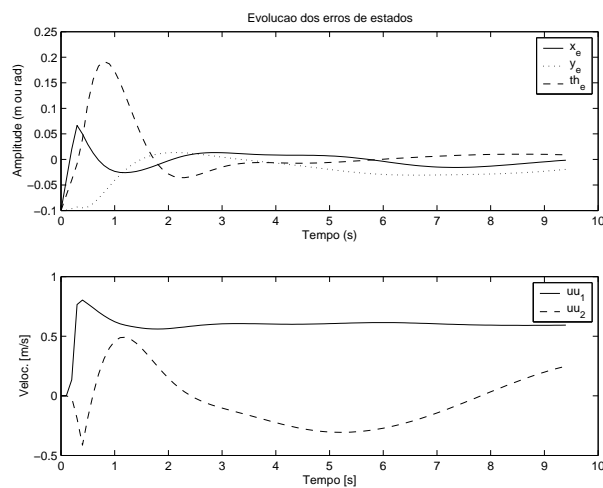 Evolucao dos erros de estados
Amplitude (m ou rad)
0.25
0.2
0.15
0.1
0.05
0
−0.05
−0.1
x_e
y_e
th_e
0 1 2 3 4 5 6 7 8 9 10
Tempo (s)
Veloc. [m/s]
1
0.5
0
−0.5
uu_1
uu_2
0 1 2 3 4 5 6 7 8 9 10
Tempo [s]